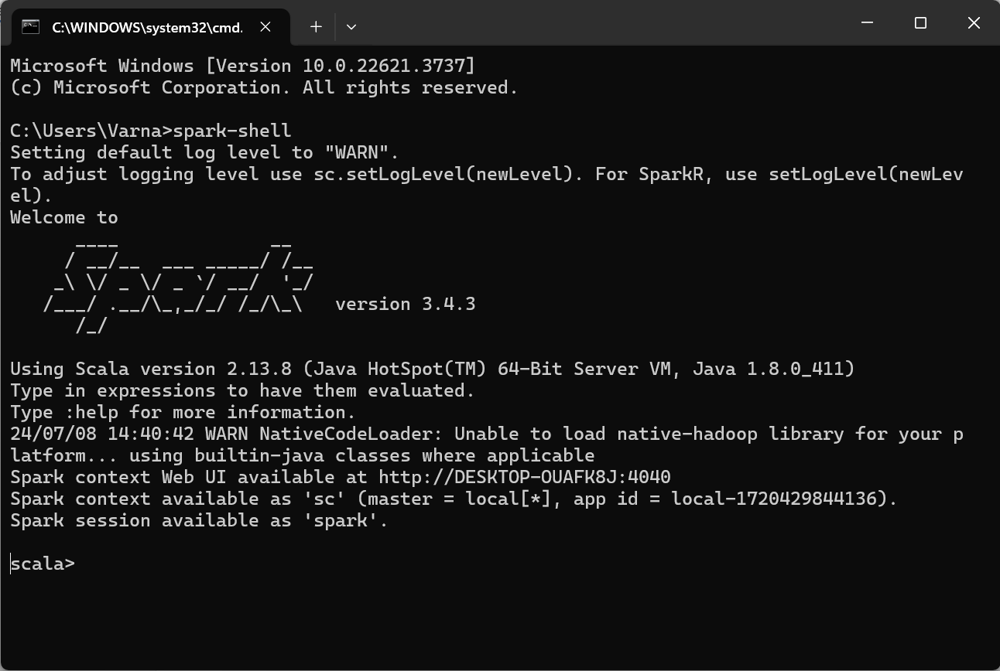 C:\WINDOWS\system32\cmd.
Microsoft Windows [Version 10.0.22621.3737]
(c) Microsoft Corporation. All rights reserved.
C:\Users\Varna>spark-shell
Setting default log level to "WARN".
To adjust logging level use sc.setLogLevel(newLevel). For SparkR, use setLogLevel(newLev
el).
Welcome to
      ____              __
     / __/__  ___ _____/ /__
    _\ \/ _ \/ _ `/ __/  '_/
   /___/ .__/\_,_/_/ /_/\_\   version 3.4.3
      /_/
Using Scala version 2.13.8 (Java HotSpot(TM) 64-Bit Server VM, Java 1.8.0_411)
Type in expressions to have them evaluated.
Type :help for more information.
24/07/08 14:40:42 WARN NativeCodeLoader: Unable to load native-hadoop library for your p
latform... using builtin-java classes where applicable
Spark context Web UI available at http://DESKTOP-OUAFK8J:4040
Spark context available as 'sc' (master = local[*], app id = local-1720429844136).
Spark session available as 'spark'.
scala>